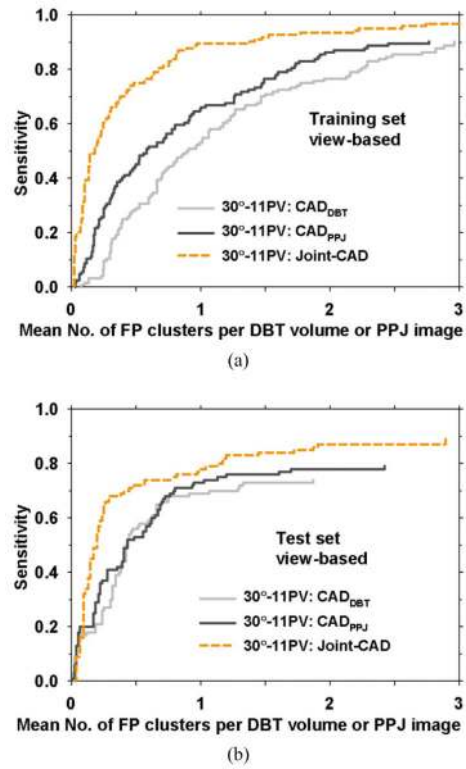 1.0
0.8
0.6
0.4
0.2
0.0
Sensitivity
Training set
view-based
30°-11PV: CAD_DBT
30°-11PV: CAD_PPJ
30°-11PV: Joint-CAD
0 1 2 3
Mean No. of FP clusters per DBT volume or PPJ image
(a)
1.0
0.8
0.6
0.4
0.2
0.0
Sensitivity
Test set
view-based
30°-11PV: CAD_DBT
30°-11PV: CAD_PPJ
30°-11PV: Joint-CAD
0 1 2 3
Mean No. of FP clusters per DBT volume or PPJ image
(b)